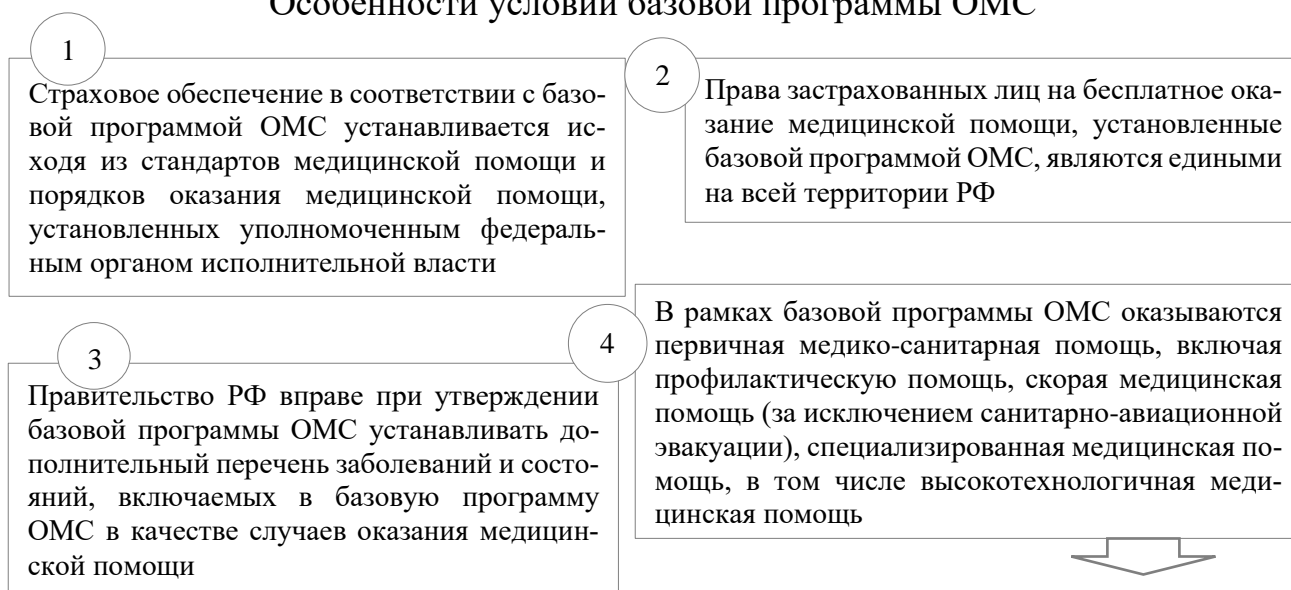 Особенности условий базовой программы ОМС
1
Страховое обеспечение в соответствии с базо-
вой программой ОМС устанавливается ис-
ходя из стандартов медицинской помощи и
порядков оказания медицинской помощи,
установленных уполномоченным федераль-
ным органом исполнительной власти
2
Права застрахованных лиц на бесплатное ока-
зание медицинской помощи, установленные
базовой программой ОМС, являются едиными
на всей территории РФ
3
Правительство РФ вправе при утверждении
базовой программы ОМС устанавливать до-
полнительный перечень заболеваний и состо-
яний, включаемых в базовую программу
ОМС в качестве случаев оказания медицин-
ской помощи
4
В рамках базовой программы ОМС оказываются
первичная медико-санитарная помощь, включая
профилактическую помощь, скорая медицинская
помощь (за исключением санитарно-авиационной
эвакуации), специализированная медицинская по-
мощь, в том числе высокотехнологичная меди-
цинская помощь